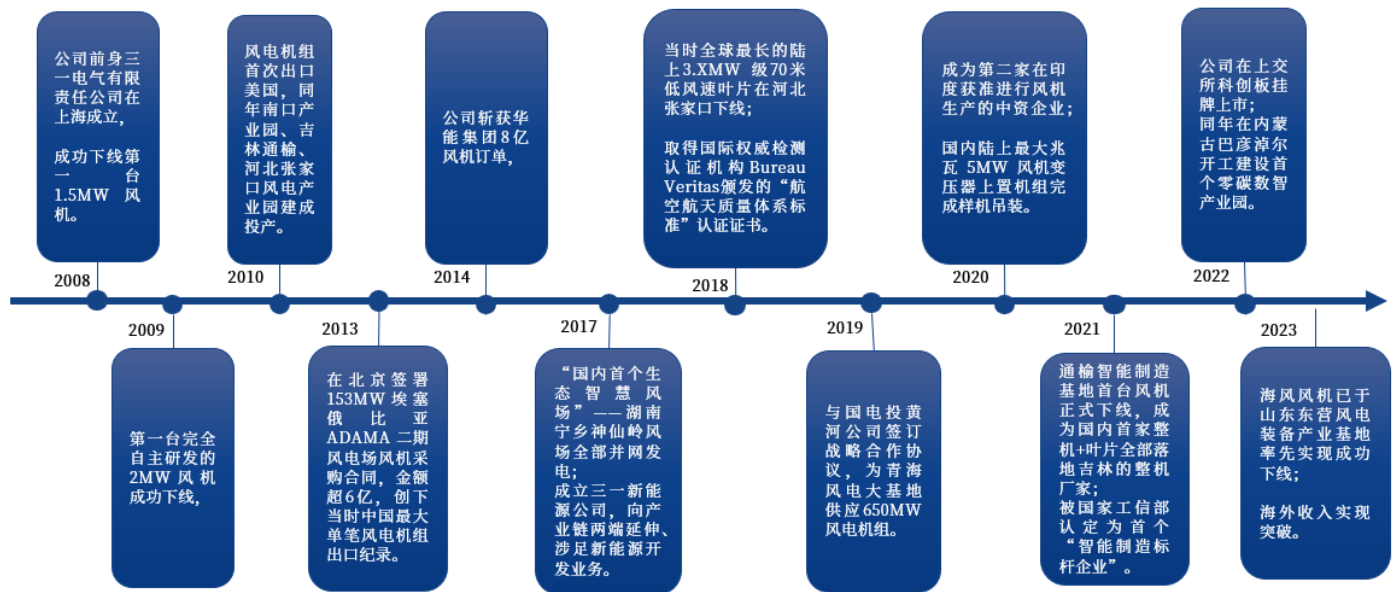 公司前身三
一电气有限
责任公司在
上海成立,
成功下线第
一台
1.5MW 风
机。
2008
2009
第一台完全
自主研发的
2MW 风机
成功下线,
风电机组
首次出口
美国，同
年南口产
业园、吉
林通榆、
河北张家
口风电产
业园建成
投产。
2010
2013
在北京签署
153MW 埃塞
俄比亚
ADAMA 二期
风电场风机采
购合同，金额
超6亿，创下
当时中国最大
单笔风电机组
出口纪录。
公司斩获华
能集团8亿
风机订单,
2014
2017
“国内首个生
态智慧风
场”——湖南
宁乡神仙岭风
场全部并网发
电;
成立三一新能
源公司，向产
业链两端延伸、
涉足新能源开
发业务。
当时全球最长的陆
上3.XMW 级70米
低风速叶片在河北
张家口下线;
取得国际权威检测
认证机构Bureau
Veritas颁发的“航
空航天质量体系标
准”认证证书。
2018
2019
与国电投黄
河公司签订
战略合作协
议，为青海
风电大基地
供应650MW
风电机组。
成为第二家在印
度获准进行风机
生产的中资企业;
国内陆上最大兆
瓦 5MW 风机变
压器上置机组完
成样机吊装。
2020
2021
通榆智能制造
基地首台风机
正式下线，成
为国内首家整
机+叶片全部落
地吉林的整机
厂家;
被国家工信部
认定为首个
“智能制造标
杆企业”。
公司在上交
所科创板挂
牌上市;
同年在内蒙
古巴彦淖尔
开工建设首
个零碳数智
产业园。
2022
2023
海风风机已于
山东东营风电
装备产业基地
率先实现成功
下线;
海外收入实现
突破。